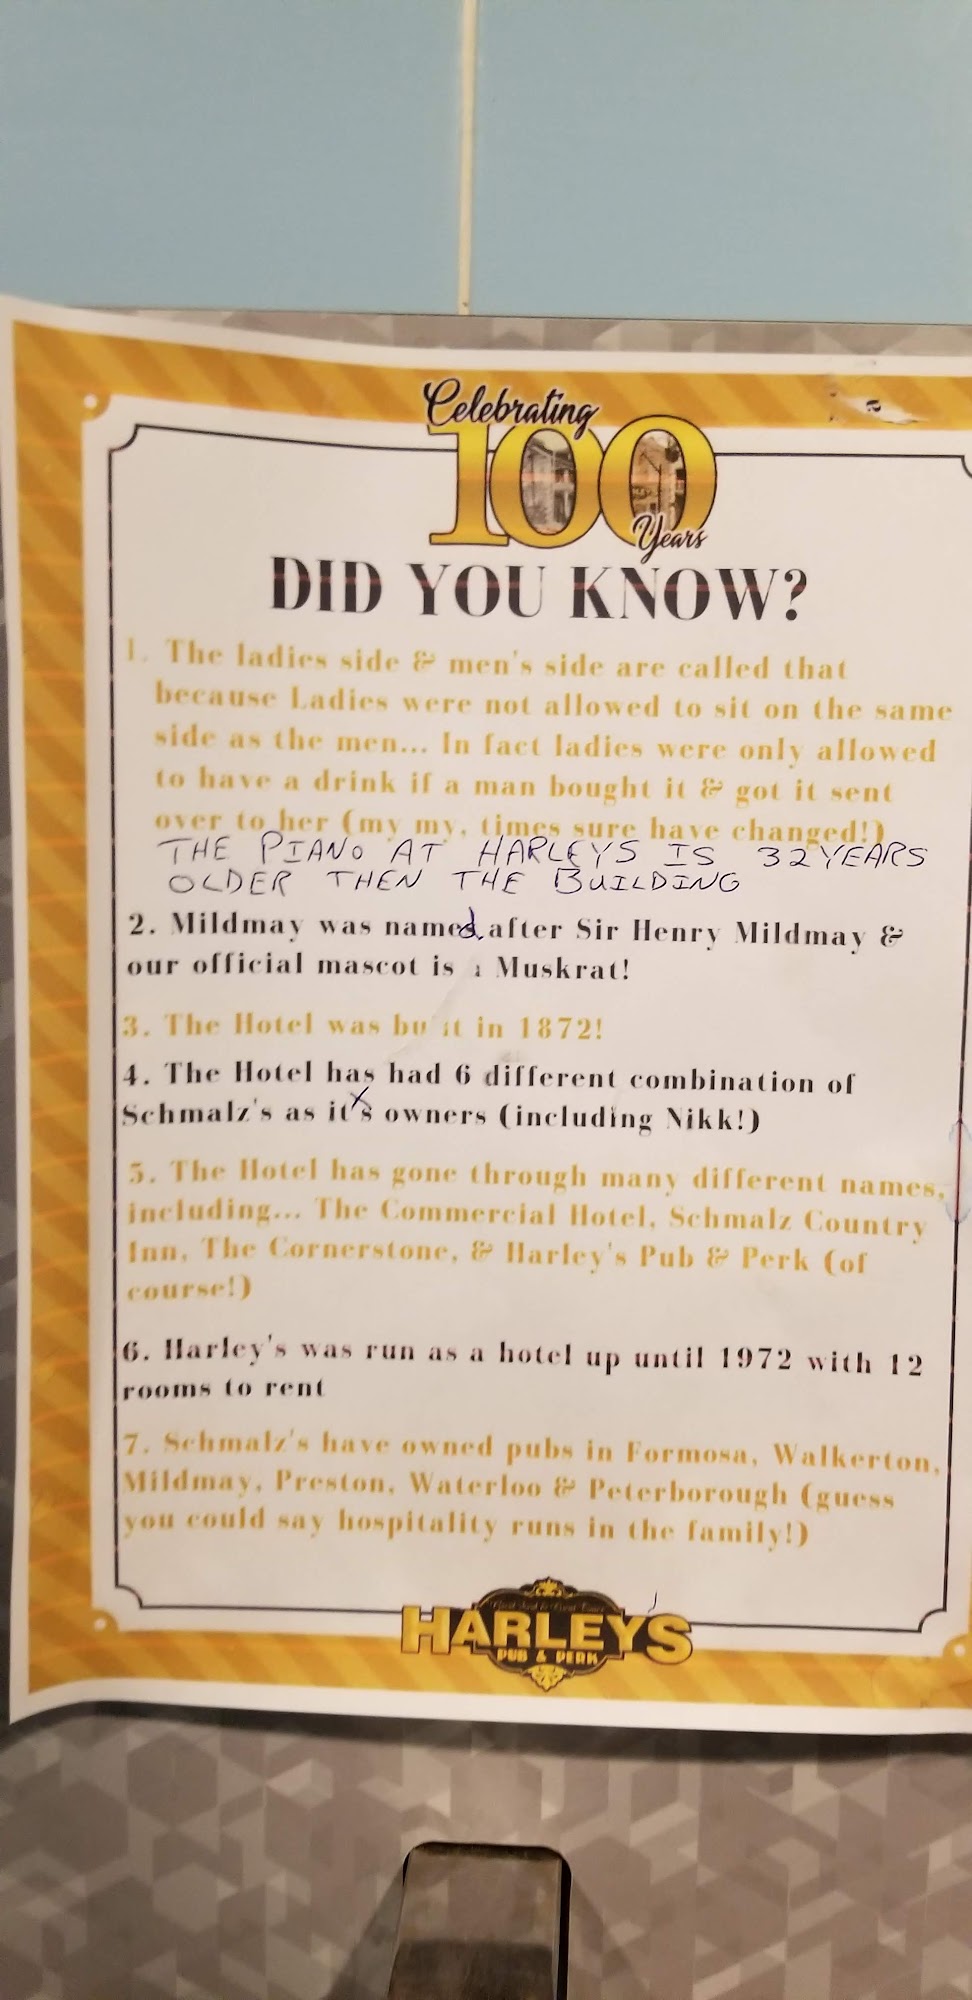 Celebrating
100
Years
DID YOU KNOW?
1. The ladies side & men's side are called that
because Ladies were not allowed to sit on the same
side as the men... In fact ladies were only allowed
to have a drink if a man bought it & got it sent
over to her (my my, times sure have changed!)
THE PIANO AT HARLEYS IS 32 YEARS
OLDER THEN THE BUILDING
2. Mildmay was named after Sir Henry Mildmay &
our official mascot is a Muskrat!
3. The Hotel was built in 1872!
4. The Hotel has had 6 different combination of
Schmalz's as it's owners (including Nikk!)
5. The Hotel has gone through many different names,
including... The Commercial Hotel, Schmalz Country
Inn, The Cornerstone, & Harley's Pub & Perk (of
course!)
6. Harley's was run as a hotel up until 1972 with 12
rooms to rent
7. Schmalz's have owned pubs in Formosa, Walkerton,
Mildmay, Preston, Waterloo & Peterborough (guess
you could say hospitality runs in the family!)
HARLEY'S
PUB & PERK